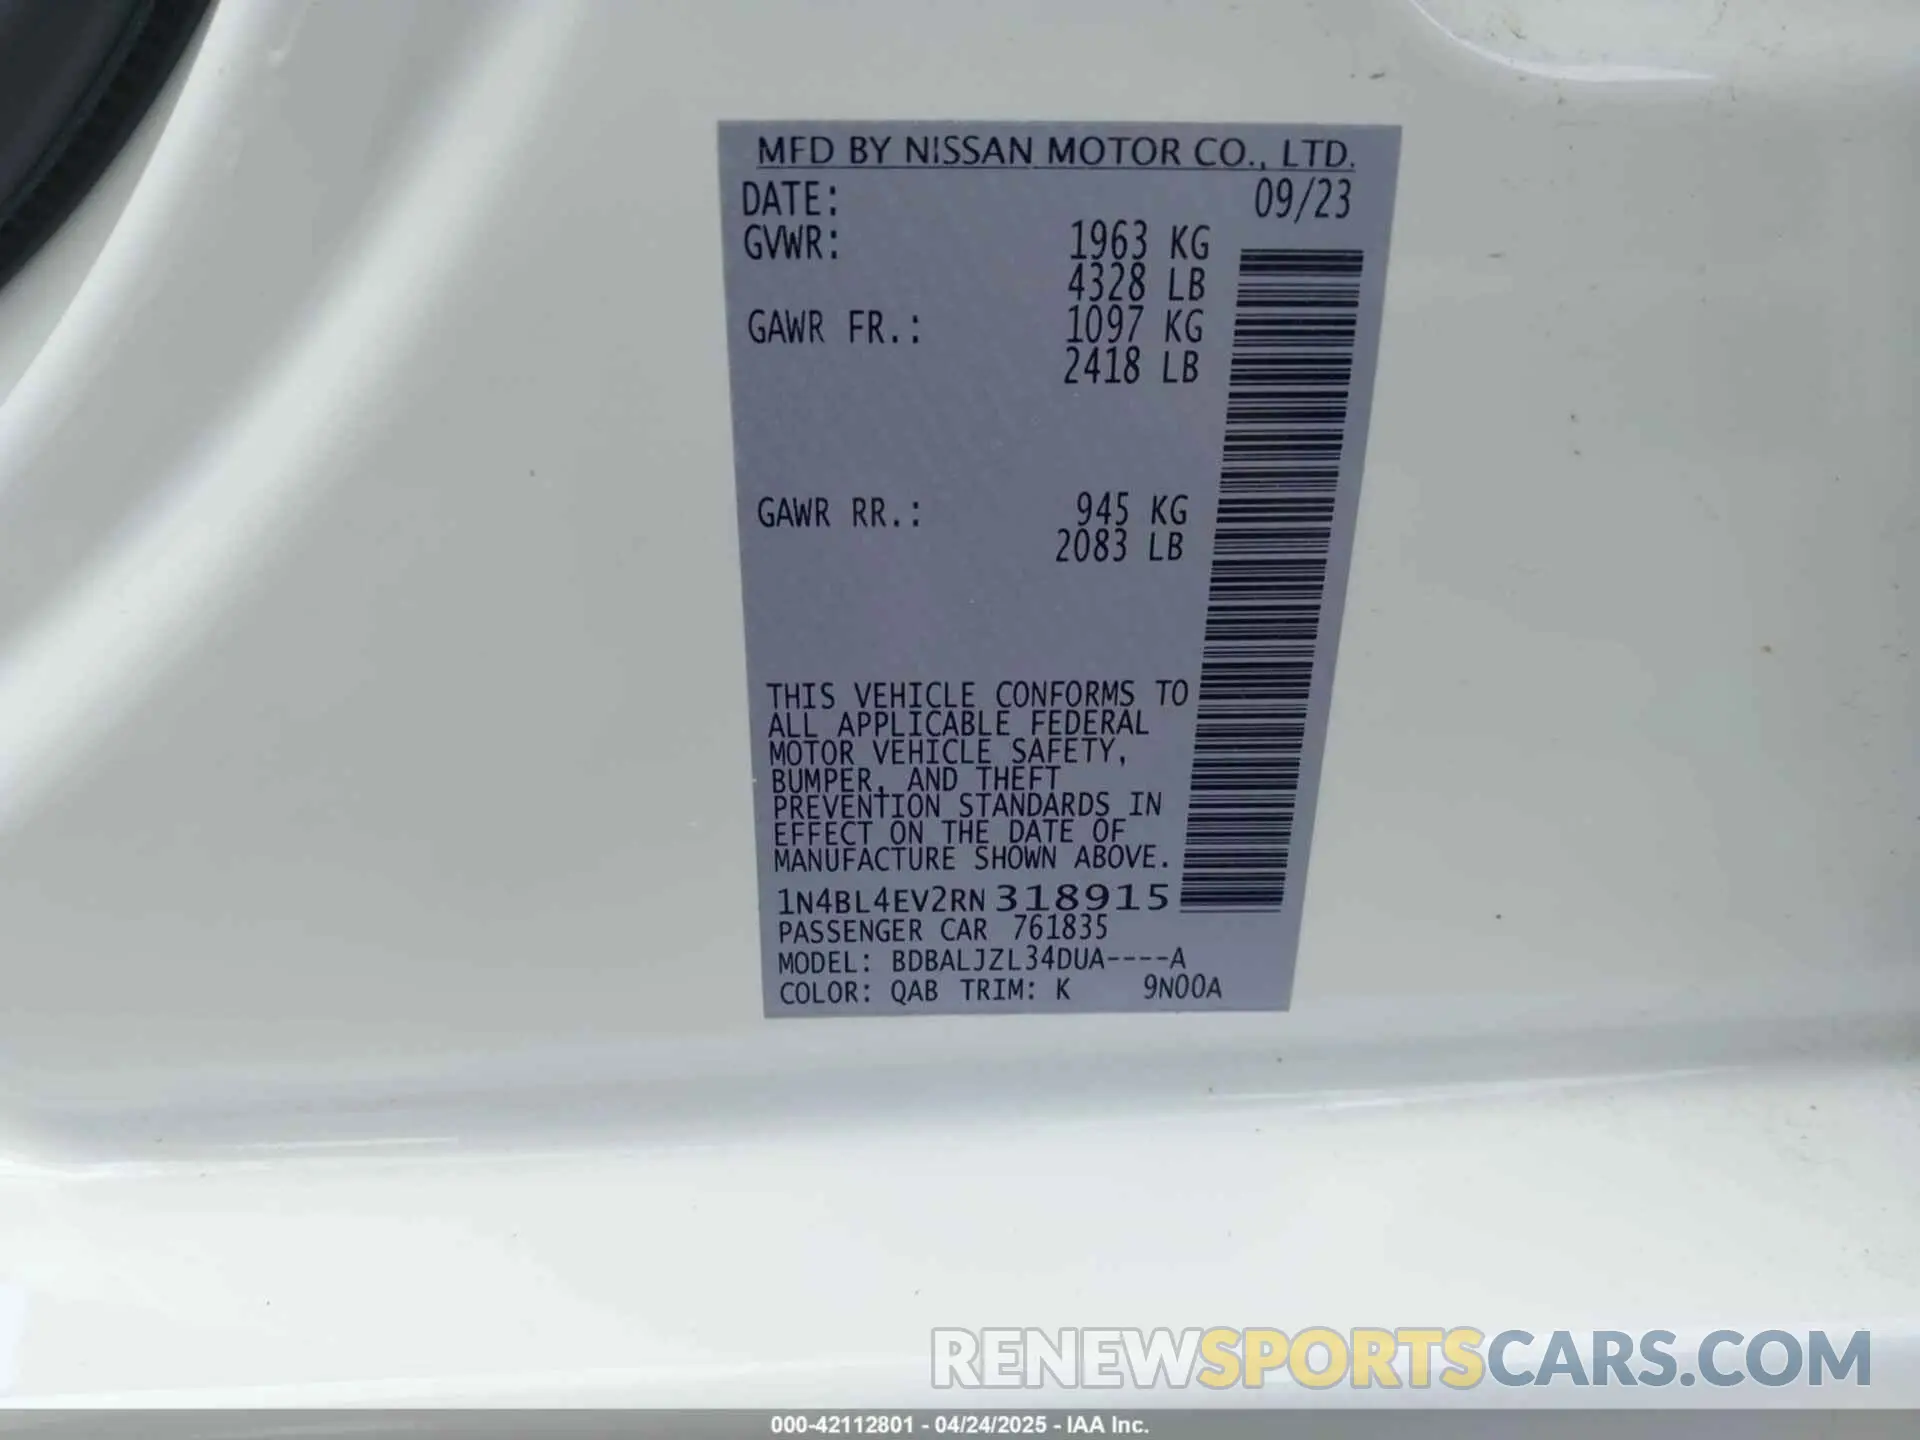 MFD BY NISSAN MOTOR CO., LTD.
DATE: 09/23
GVWR: 1963 KG
4328 LB
GAWR FR.: 1097 KG
2418 LB
GAWR RR.: 945 KG
2083 LB
THIS VEHICLE CONFORMS TO
ALL APPLICABLE FEDERAL
MOTOR VEHICLE SAFETY,
BUMPER, AND THEFT
PREVENTION STANDARDS IN
EFFECT ON THE DATE OF
MANUFACTURE SHOWN ABOVE.
1N4BL4EV2RN318915
PASSENGER CAR 761835
MODEL: BDBALJZL34DUA----A
COLOR: QAB TRIM: K 9N00A
RENEWSPORTSCARS.COM
000-42112801 - 04/24/2025 - IAA Inc.